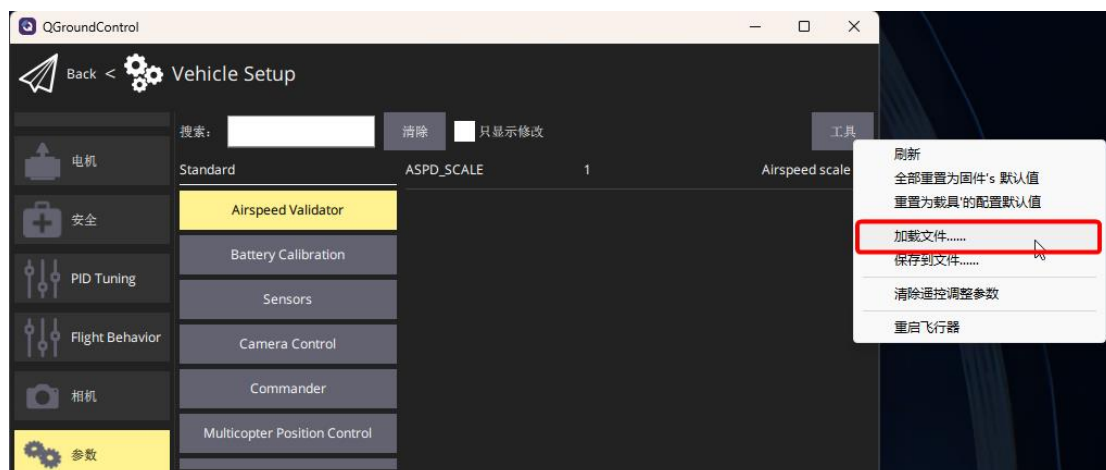 QGroundControl
Back < Vehicle Setup
搜索：
清除
只显示修改
工具
电机
安全
PID Tuning
Flight Behavior
相机
参数
Standard
Airspeed Validator
Battery Calibration
Sensors
Camera Control
Commander
Multicopter Position Control
ASPD_SCALE 1 Airspeed scale
刷新
全部重置为固件's 默认值
重置为载具'的配置默认值
加载文件......
保存到文件......
清除遥控调整参数
重启飞行器